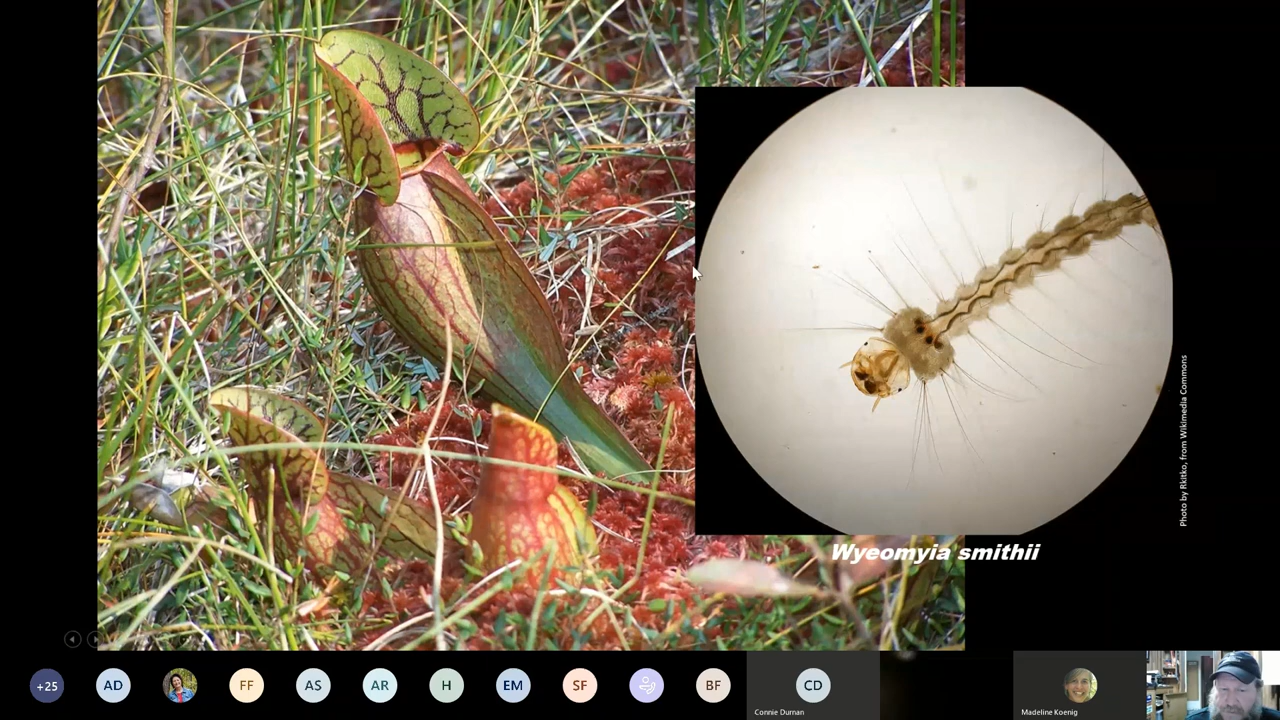 Photo by Rkitko, from Wikimedia Commons
Wyeomyia smithii
+25
AD
FF
AS
AR
H
EM
SF
BF
CD
Connie Durnan
Madeline Koenig